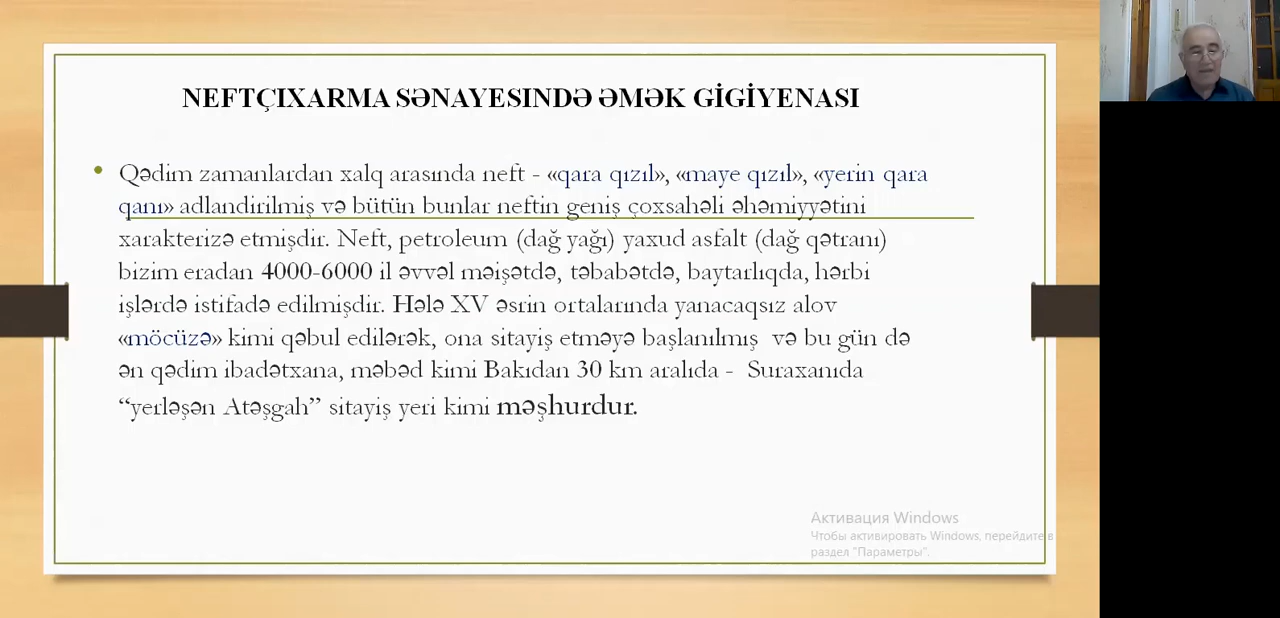 NEFTÇIXARMA SƏNAYESINDƏ ƏMƏK GİGİYENASI
• Qədim zamanlardan xalq arasında neft - «qara qızıl», «maye qızıl», «yerin qara
qanı» adlandirilmiş və bütün bunlar neftin geniş çoxsahəli əhəmiyyətini
xarakterizə etmişdir. Neft, petroleum (dağ yağı) yaxud asfalt (dağ qətranı)
bizim eradan 4000-6000 il əvvəl məişətdə, təbabətdə, baytarlıqda, hərbi
işlərdə istifadə edilmişdir. Hələ XV əsrin ortalarında yanacaqsız alov
«möcüzə» kimi qəbul edilərək, ona sitayiş etməyə başlanılmış və bu gün də
ən qədim ibadətxana, məbəd kimi Bakıdan 30 km aralıda - Suraxanıda
“yerləşən Atəşgah” sitayiş yeri kimi məşhurdur.
Активация Windows
Чтобы активировать Windows, перейдите в
раздел "Параметры".